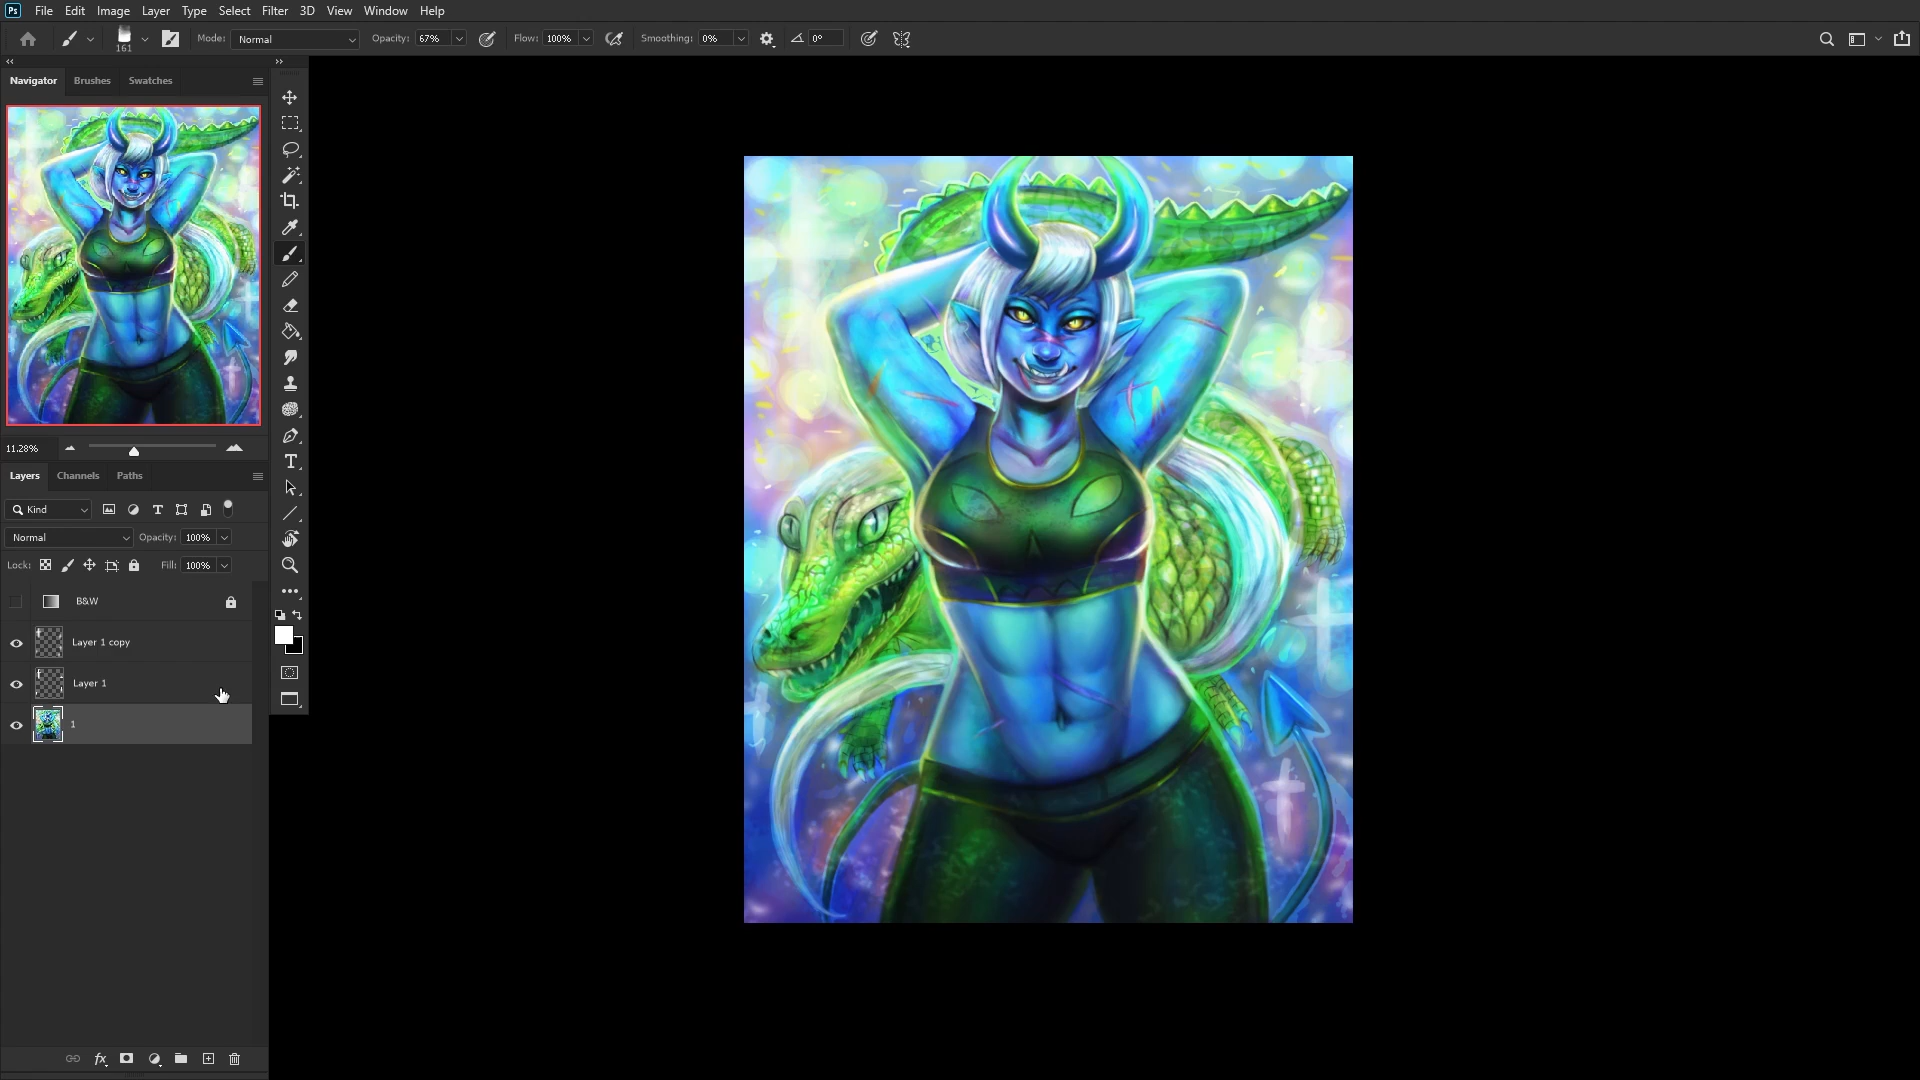 Ps File Edit Image Layer Type Select Filter 3D View Window Help
161 Mode: Normal Opacity: 67% Flow: 100% Smoothing: 0% 0°
Navigator Brushes Swatches
11.28%
Layers Channels Paths
Kind
Normal Opacity: 100%
Lock: Fill: 100%
B&W
Layer 1 copy
Layer 1
1